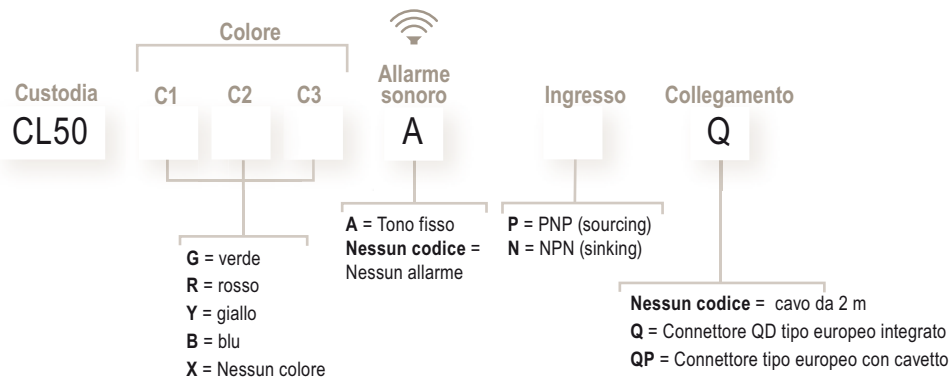 Colore
Custodia
C1
C2
C3
Allarme
sonoro
Ingresso
Collegamento
CL50
A
Q
G = verde
R = rosso
Y = giallo
B = blu
X = Nessun colore
A = Tono fisso
Nessun codice =
Nessun allarme
P = PNP (sourcing)
N = NPN (sinking)
Nessun codice = cavo da 2 m
Q = Connettore QD tipo europeo integrato
QP = Connettore tipo europeo con cavetto